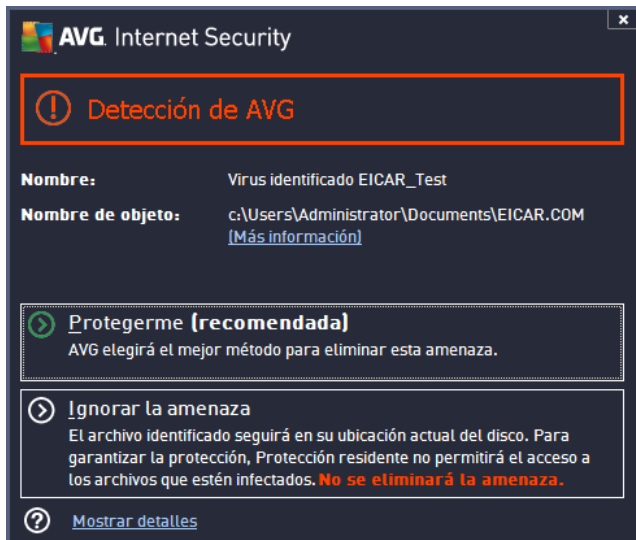 AVG. Internet Security
Detección de AVG
Nombre: Virus identificado EICAR_Test
Nombre de objeto: c:\Users\Administrator\Documents\EICAR.COM
(Más información)
Protegerme (recomendada)
AVG elegirá el mejor método para eliminar esta amenaza.
Ignorar la amenaza
El archivo identificado seguirá en su ubicación actual del disco. Para
garantizar la protección, Protección residente no permitirá el acceso a
los archivos que estén infectados. No se eliminará la amenaza.
Mostrar detalles